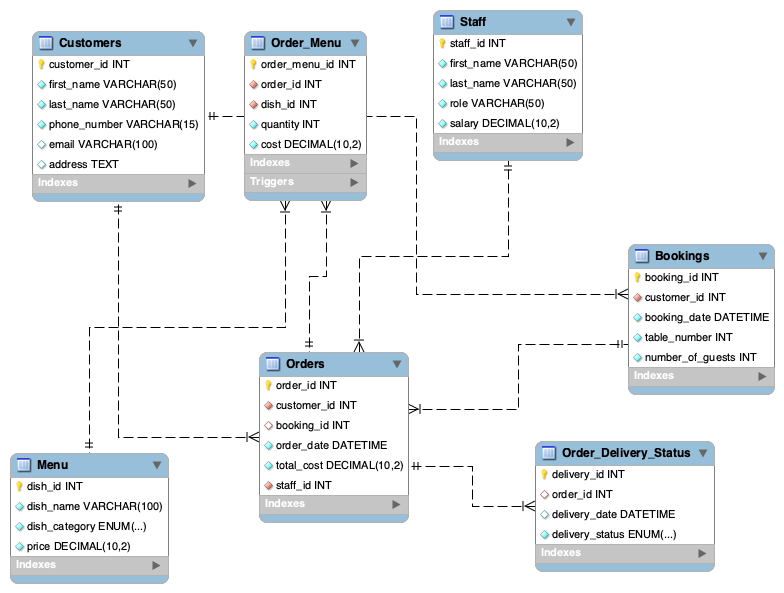 Customers
customer_id INT
first_name VARCHAR(50)
last_name VARCHAR(50)
phone_number VARCHAR(15)
email VARCHAR(100)
address TEXT
Indexes
Order_Menu
order_menu_id INT
order_id INT
dish_id INT
quantity INT
cost DECIMAL(10,2)
Indexes
Triggers
Staff
staff_id INT
first_name VARCHAR(50)
last_name VARCHAR(50)
role VARCHAR(50)
salary DECIMAL(10,2)
Indexes
Bookings
booking_id INT
customer_id INT
booking_date DATETIME
table_number INT
number_of_guests INT
Indexes
Orders
order_id INT
customer_id INT
booking_id INT
order_date DATETIME
total_cost DECIMAL(10,2)
staff_id INT
Indexes
Menu
dish_id INT
dish_name VARCHAR(100)
dish_category ENUM(...)
price DECIMAL(10,2)
Indexes
Order_Delivery_Status
delivery_id INT
order_id INT
delivery_date DATETIME
delivery_status ENUM(...)
Indexes